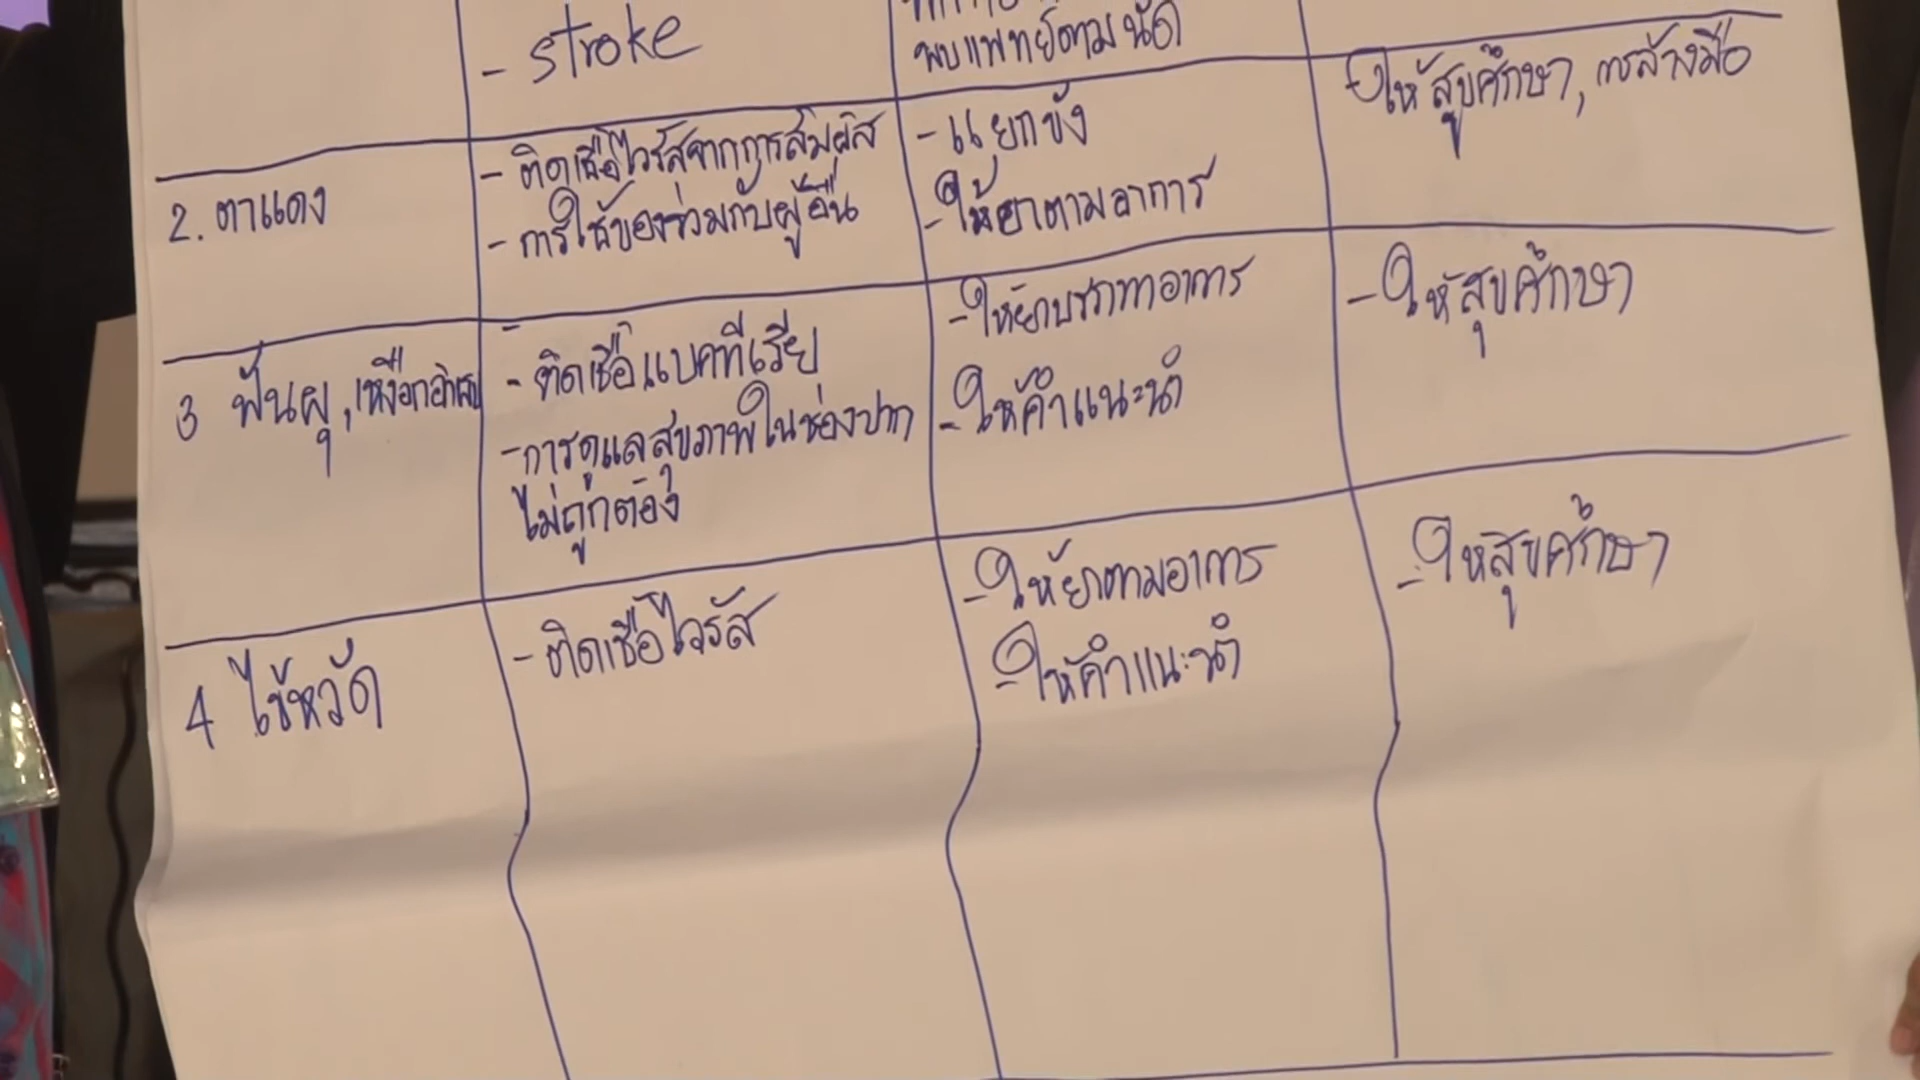 - stroke
พบแพทย์ตามนัด
2. ตาแดง
- ติดเชื้อไวรัสจากการสัมผัส
- การใช้ของร่วมกับผู้อื่น
- แยกขัง
- ให้ยาตามอาการ
- ให้สุขศึกษา, การล้างมือ
3 ฟันผุ, เหงือกอักเสบ
- ติดเชื้อแบคทีเรีย
- การดูแลสุขภาพในช่องปาก
ไม่ถูกต้อง
- ให้ยาบรรเทาอาการ
- ให้คำแนะนำ
- ให้สุขศึกษา
4 ไข้หวัด
- ติดเชื้อไวรัส
- ให้ยาตามอาการ
- ให้คำแนะนำ
- ให้สุขศึกษา